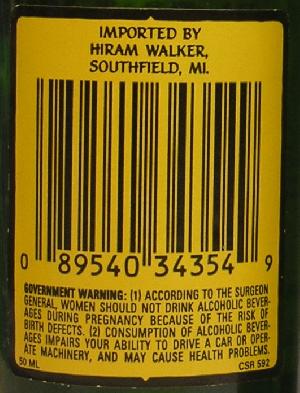 IMPORTED BY
HIRAM WALKER,
SOUTHFIELD, MI.
0 89540 34354 9
GOVERNMENT WARNING: (1) ACCORDING TO THE SURGEON
GENERAL, WOMEN SHOULD NOT DRINK ALCOHOLIC BEVER-
AGES DURING PREGNANCY BECAUSE OF THE RISK OF
BIRTH DEFECTS. (2) CONSUMPTION OF ALCOHOLIC BEVER-
AGES IMPAIRS YOUR ABILITY TO DRIVE A CAR OR OPER-
ATE MACHINERY, AND MAY CAUSE HEALTH PROBLEMS.
50 ML CSR 592